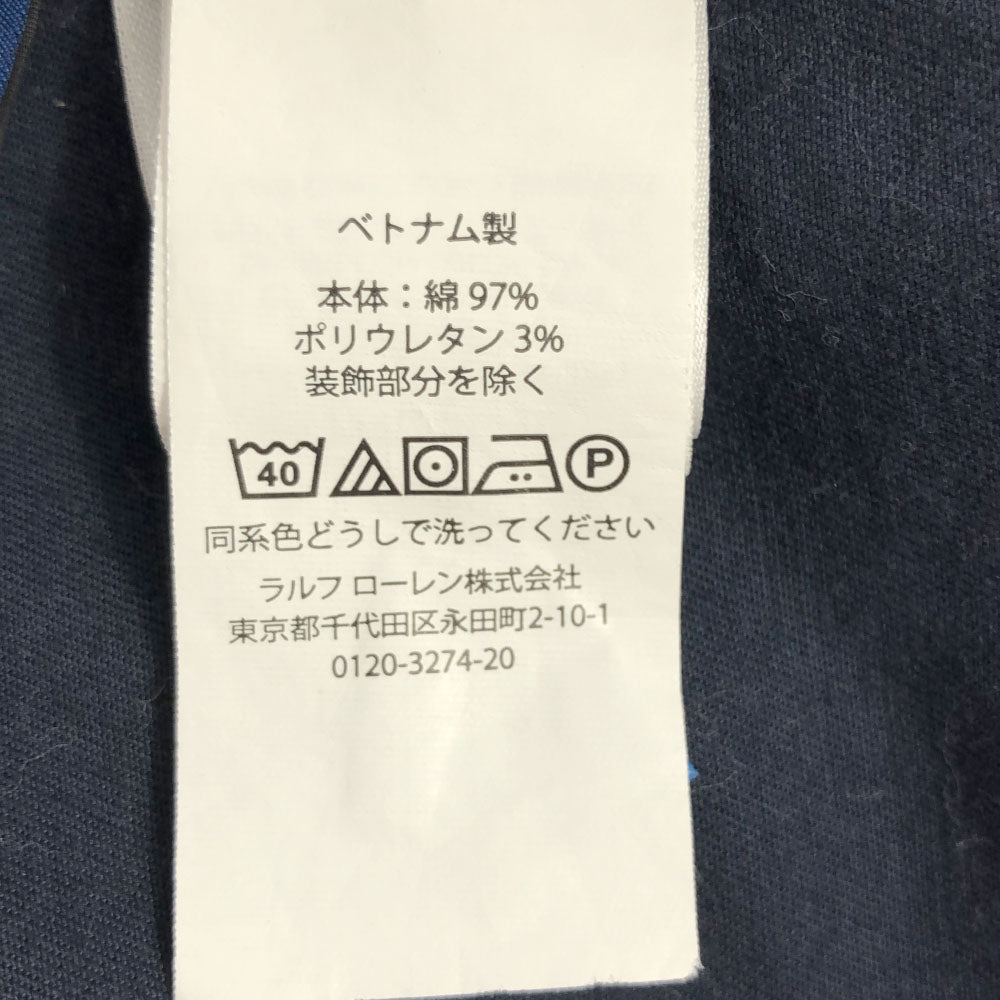 ベトナム製
本体：綿 97%
ポリウレタン 3%
装飾部分を除く
40 P
同系色どうしで洗ってください
ラルフ ローレン株式会社
東京都千代田区永田町2-10-1
0120-3274-20